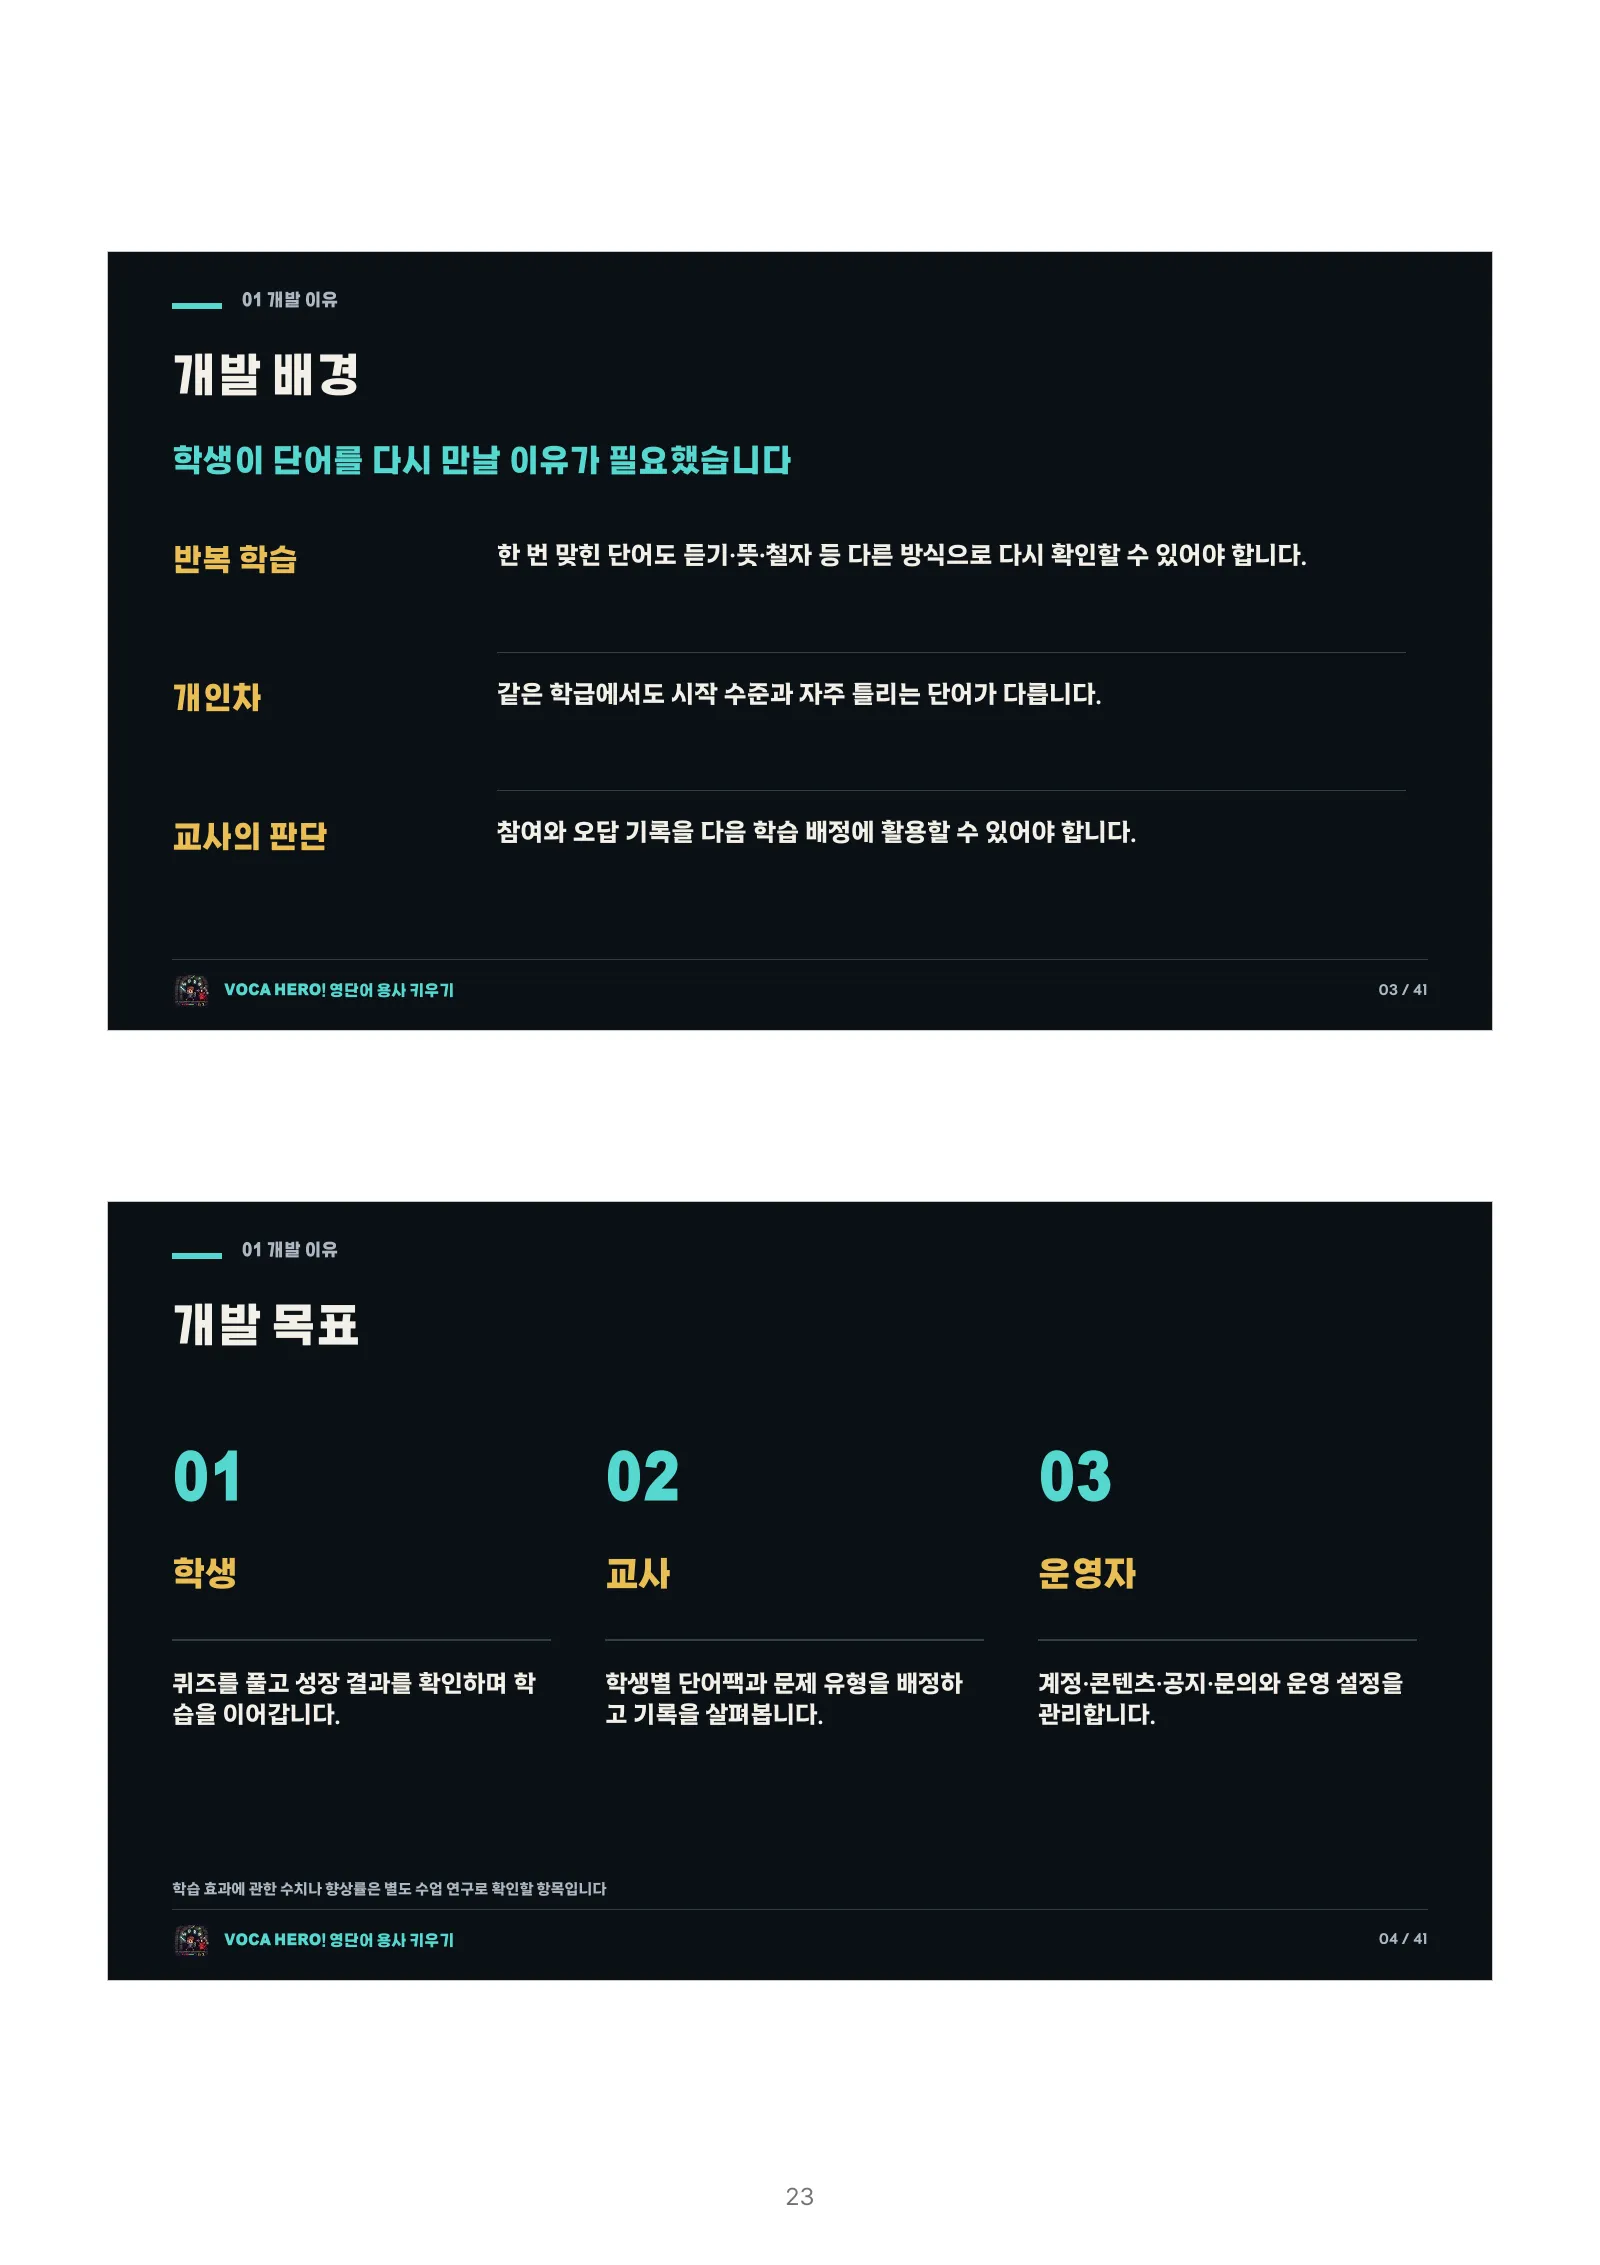 01 개발 이유
개발 배경
학생이 단어를 다시 만날 이유가 필요했습니다
반복 학습
한 번 맞힌 단어도 듣기·뜻·철자 등 다른 방식으로 다시 확인할 수 있어야 합니다.
개인차
같은 학급에서도 시작 수준과 자주 틀리는 단어가 다릅니다.
교사의 판단
참여와 오답 기록을 다음 학습 배정에 활용할 수 있어야 합니다.
VOCA HERO! 영단어 용사 키우기
03 / 41
01 개발 이유
개발 목표
01
학생
퀴즈를 풀고 성장 결과를 확인하며 학
습을 이어갑니다.
02
교사
학생별 단어팩과 문제 유형을 배정하
고 기록을 살펴봅니다.
03
운영자
계정·콘텐츠·공지·문의와 운영 설정을
관리합니다.
학습 효과에 관한 수치나 향상률은 별도 수업 연구로 확인할 항목입니다
VOCA HERO! 영단어 용사 키우기
04 / 41
23